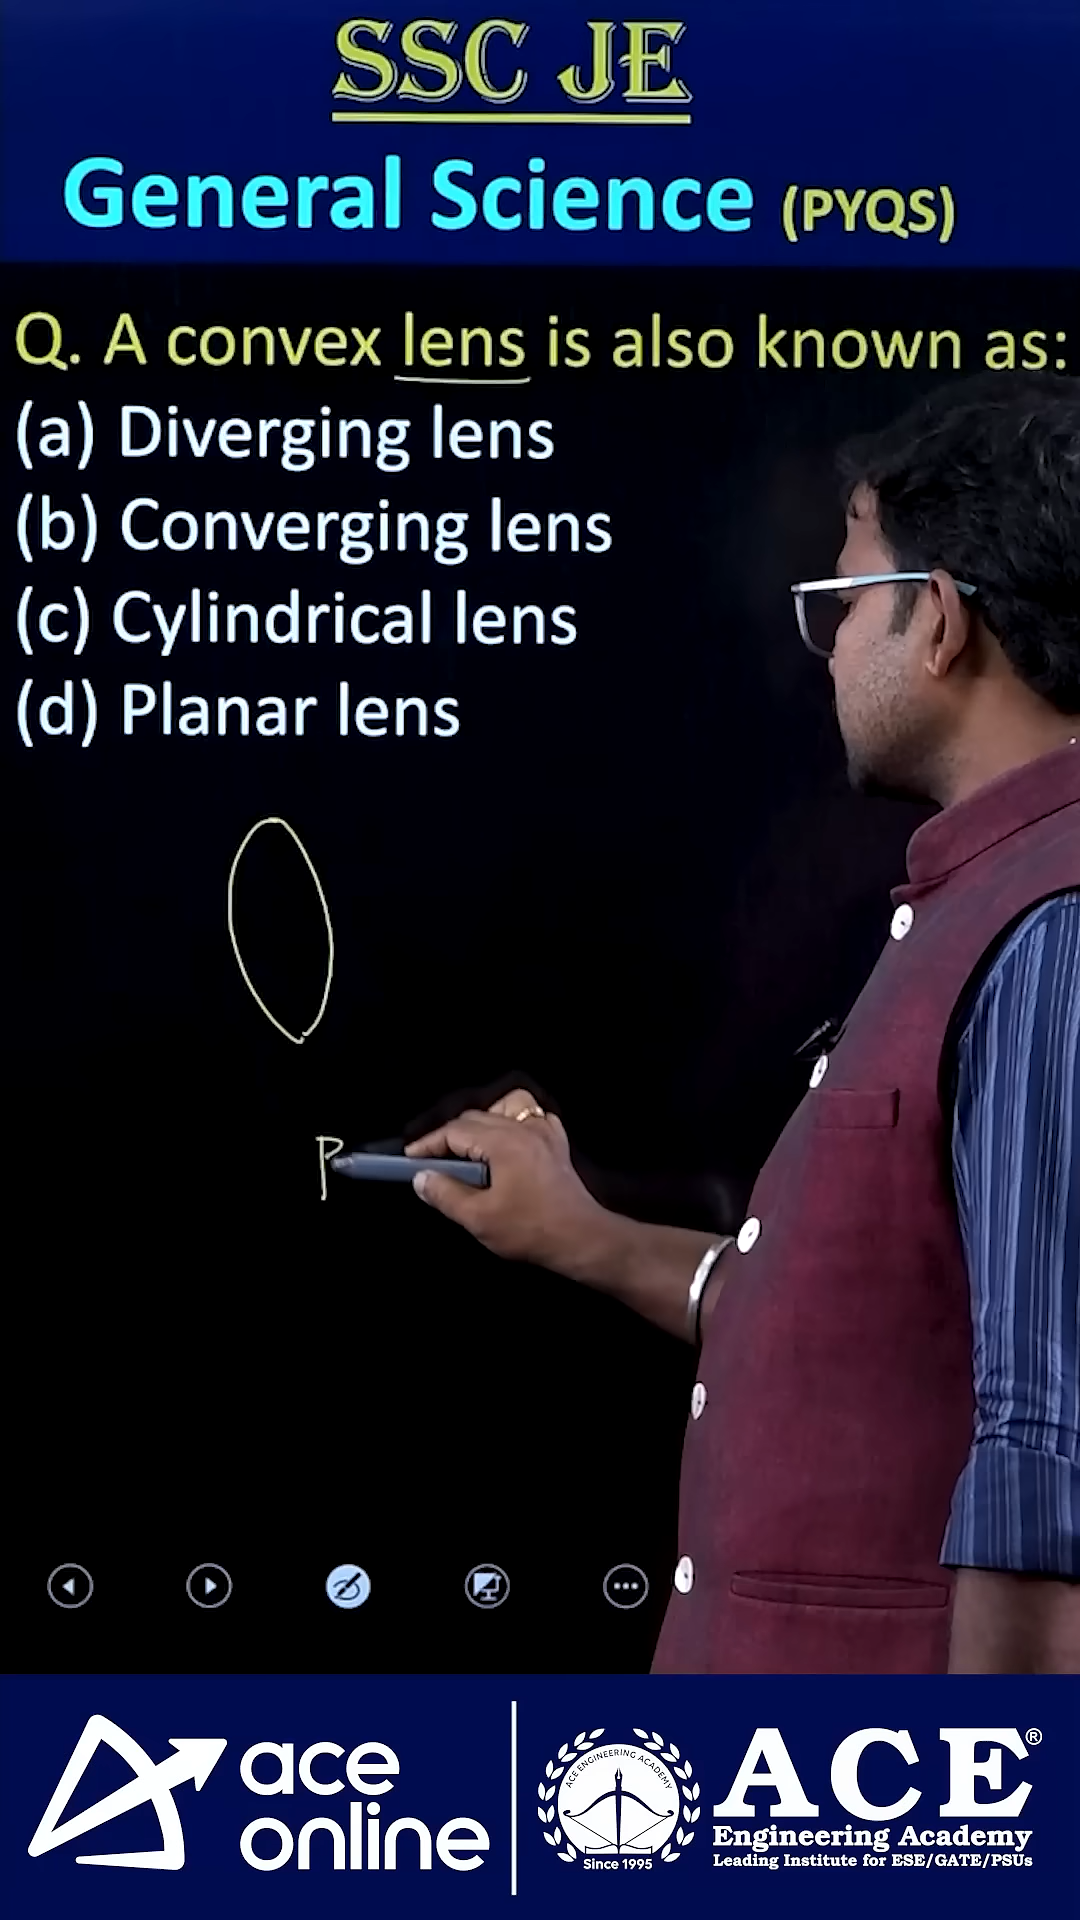 SSC JE
General Science (PYQS)
Q. A convex lens is also known as:
(a) Diverging lens
(b) Converging lens
(c) Cylindrical lens
(d) Planar lens
P
ace
online
ACE ENGINEERING ACADEMY
Since 1995
ACE®
Engineering Academy
Leading Institute for ESE/GATE/PSUs